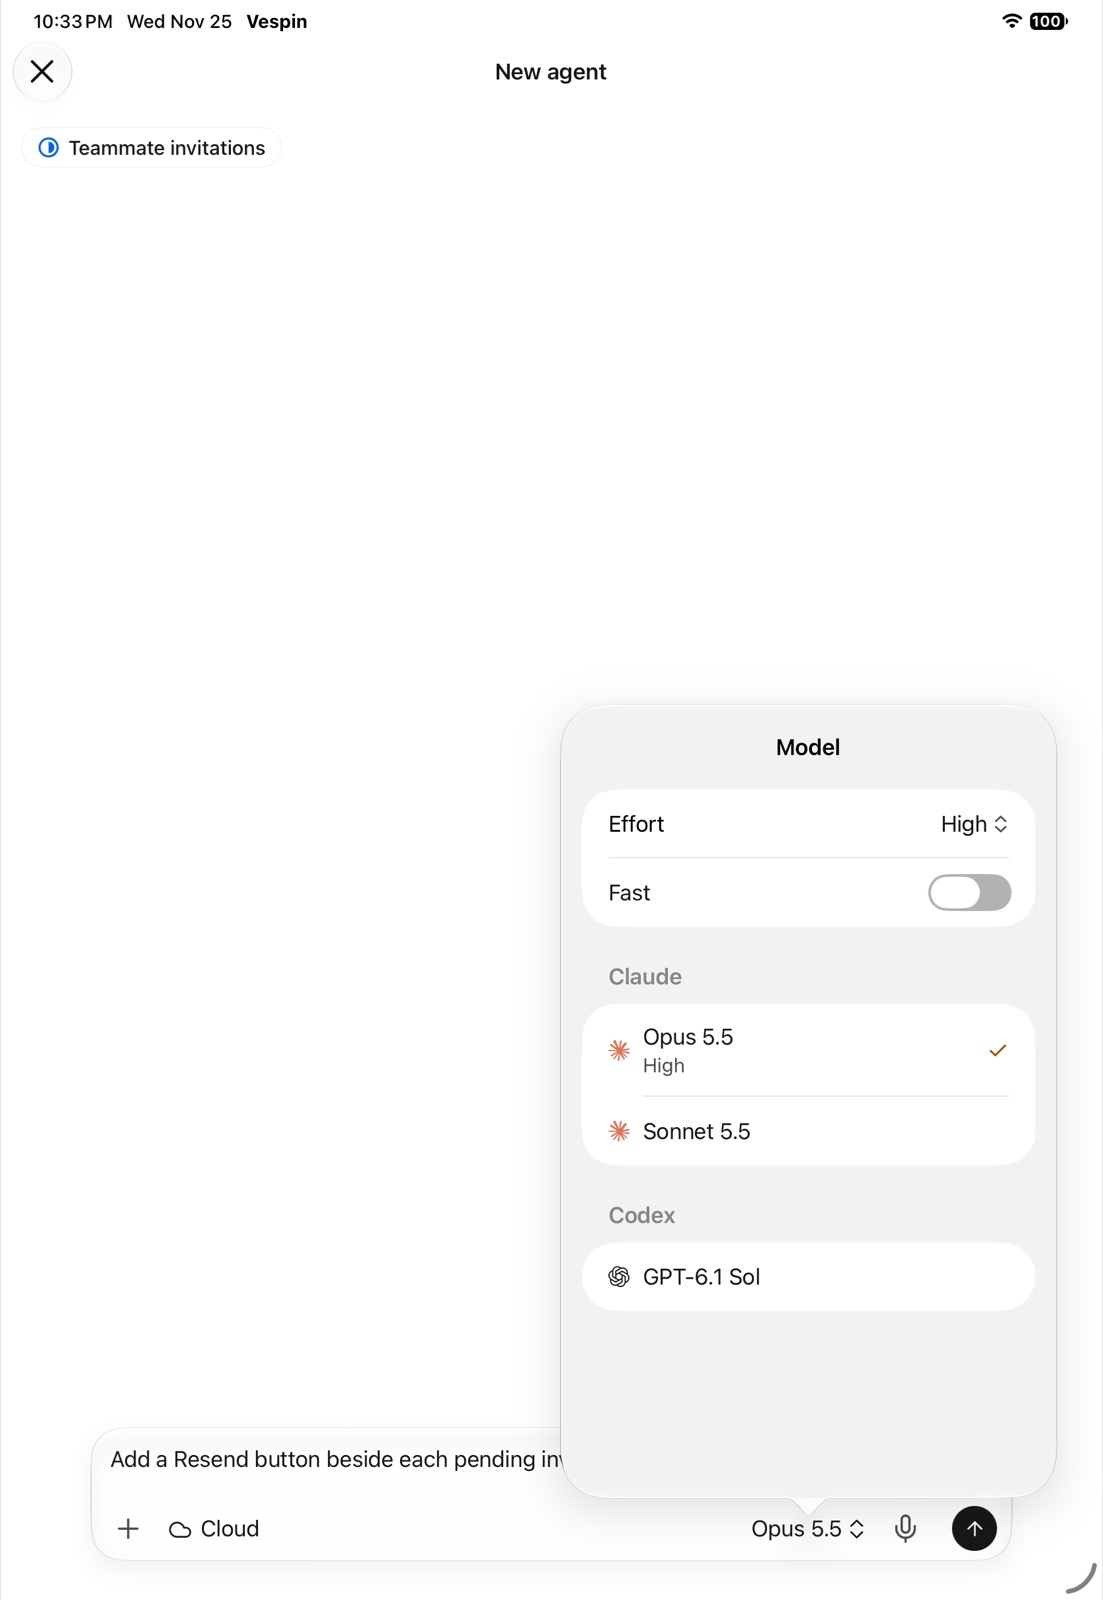 10:33 PM Wed Nov 25 Vespin 100
New agent
Teammate invitations
Model
Effort High
Fast
Claude
Opus 5.5
High
Sonnet 5.5
Codex
GPT-6.1 Sol
Add a Resend button beside each pending
Cloud Opus 5.5